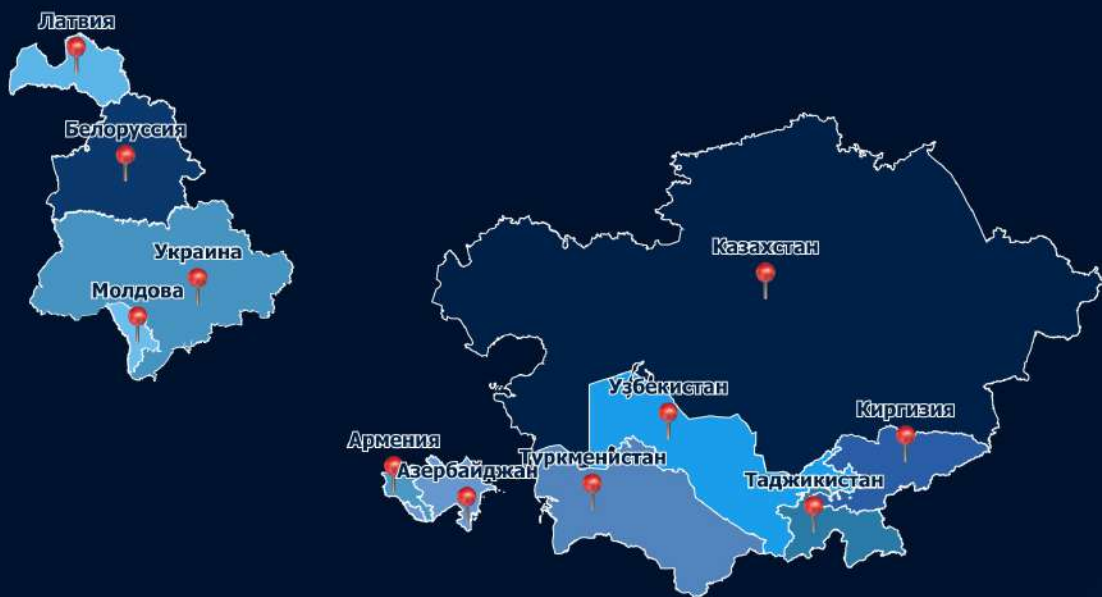 Латвия
Белоруссия
Украина
Молдова
Казахстан
Узбекистан
Киргизия
Армения
Азербайджан
Туркменистан
Таджикистан